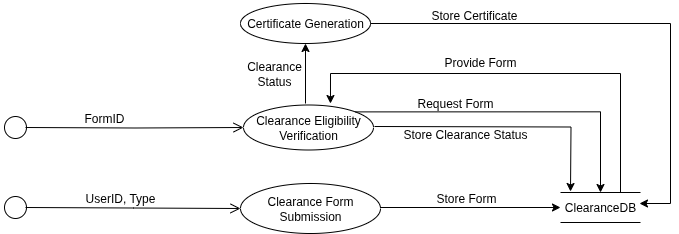 Certificate Generation
Store Certificate
Clearance
Status
Provide Form
Request Form
FormID
Clearance Eligibility
Verification
Store Clearance Status
UserID, Type
Clearance Form
Submission
Store Form
ClearanceDB